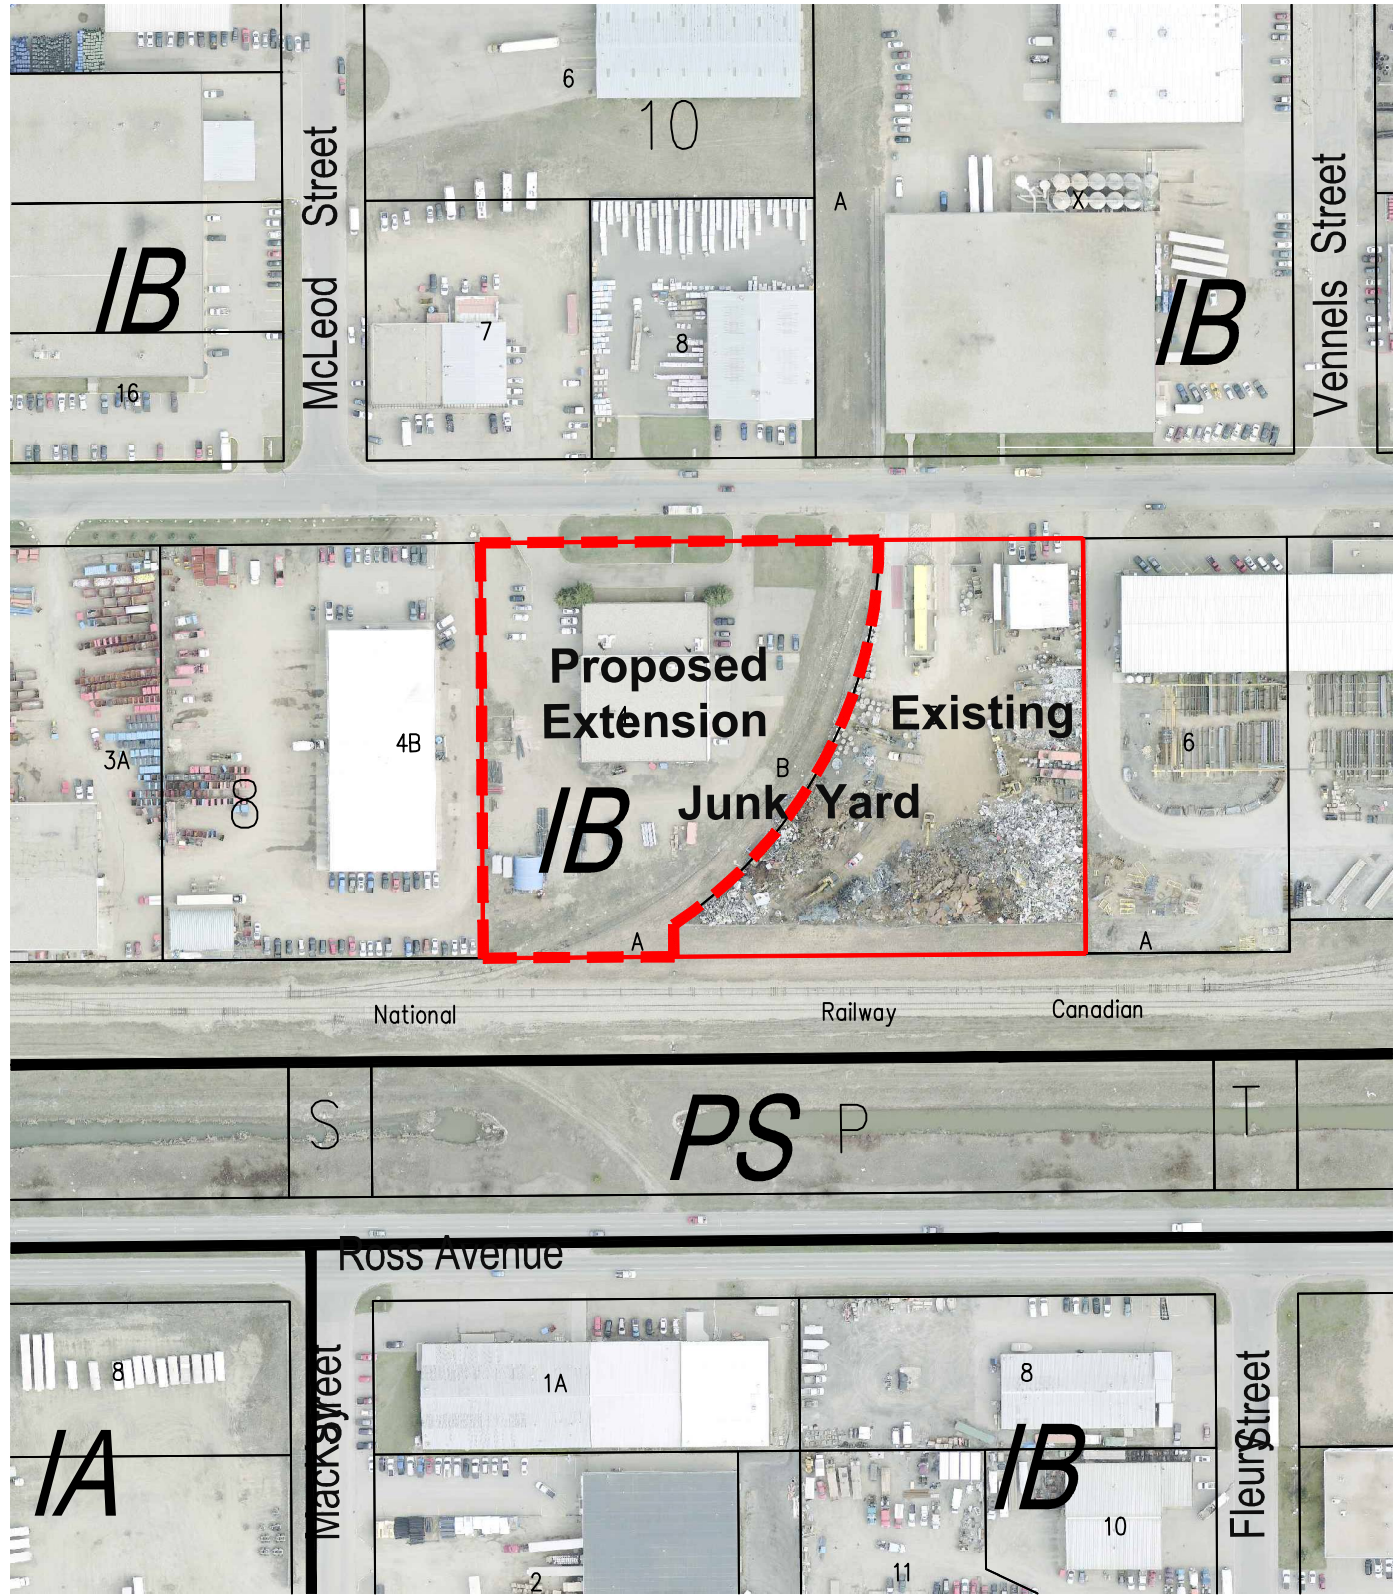 6
10
McLeod Street
A
X
Vennels Street
IB
IB
7
8
16
Proposed
Extension
Existing
3A
4B
6
8
B
Junk Yard
IB
A
A
National
Railway
Canadian
S
PS
P
T
Ross Avenue
8
1A
8
IA
Mackay Street
IB
Fleury Street
10
11
2